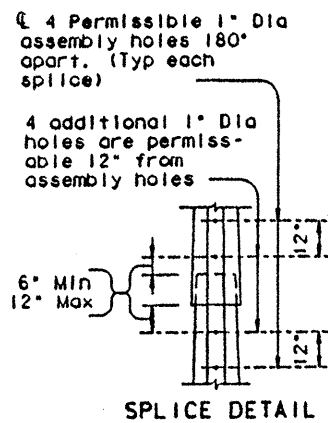 ℄ 4 Permissible 1" Dia
assembly holes 180°
apart. (Typ each
splice)
4 additional 1" Dia
holes are permiss-
able 12" from
assembly holes
12"
6" Min
12" Max
12"
SPLICE DETAIL